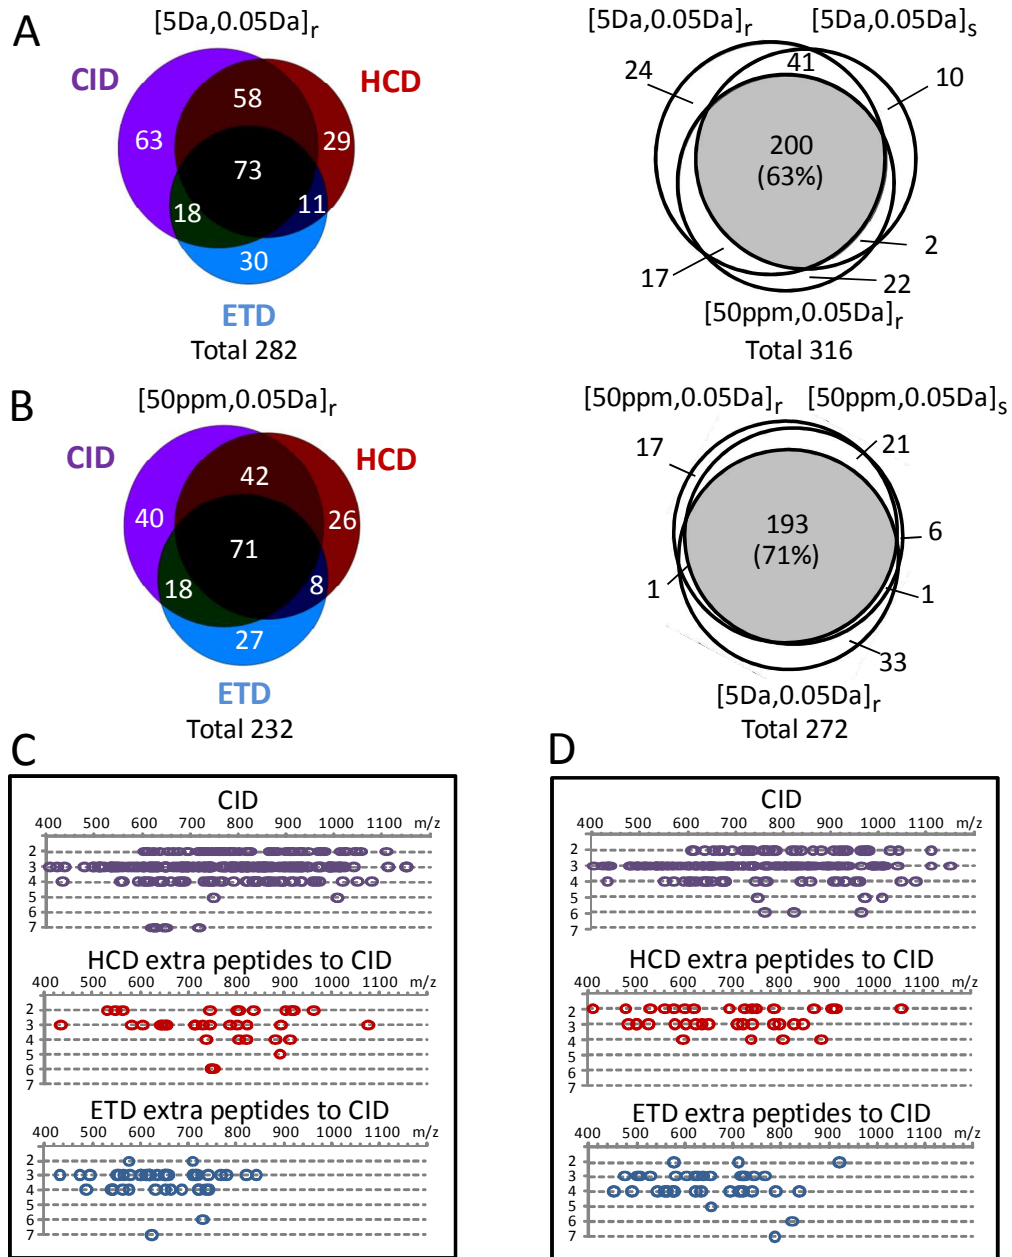 A
[5Da,0.05Da]r
CID
HCD
58
63
29
73
18
11
30
ETD
Total 282
[5Da,0.05Da]r
[5Da,0.05Da]s
24
41
10
200
(63%)
2
17
22
[50ppm,0.05Da]r
Total 316
B
[50ppm,0.05Da]r
CID
HCD
42
40
26
71
18
8
27
ETD
Total 232
[50ppm,0.05Da]r
[50ppm,0.05Da]s
17
21
193
(71%)
6
1
1
33
[5Da,0.05Da]r
Total 272
C
CID
400 500 600 700 800 900 1000 1100 m/z
2
3
4
5
6
7
HCD extra peptides to CID
400 500 600 700 800 900 1000 1100 m/z
2
3
4
5
6
7
ETD extra peptides to CID
400 500 600 700 800 900 1000 1100 m/z
2
3
4
5
6
7
D
CID
400 500 600 700 800 900 1000 1100 m/z
2
3
4
5
6
7
HCD extra peptides to CID
400 500 600 700 800 900 1000 1100 m/z
2
3
4
5
6
7
ETD extra peptides to CID
400 500 600 700 800 900 1000 1100 m/z
2
3
4
5
6
7